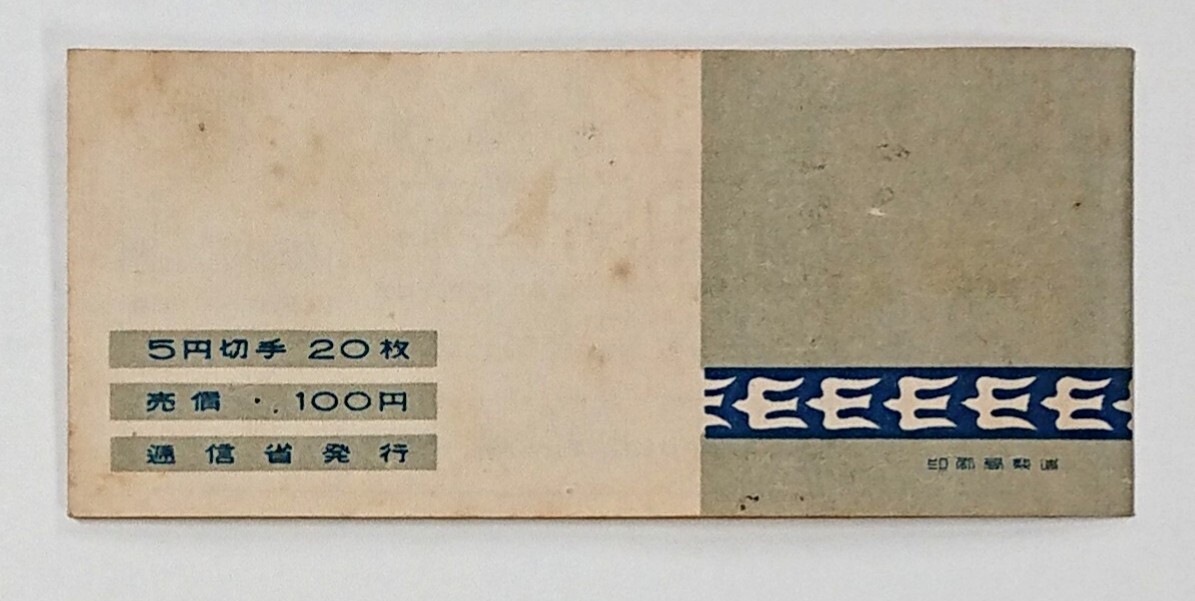 5円切手 20枚
売価 ・ 100円
逓信省発行
印刷局製造